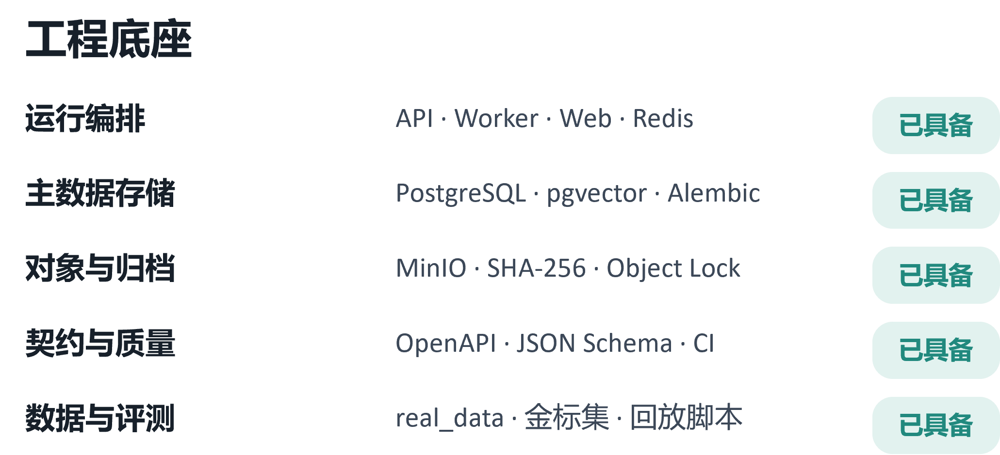 工程底座
运行编排 API · Worker · Web · Redis 已具备
主数据存储 PostgreSQL · pgvector · Alembic 已具备
对象与归档 MinIO · SHA-256 · Object Lock 已具备
契约与质量 OpenAPI · JSON Schema · CI 已具备
数据与评测 real_data · 金标集 · 回放脚本 已具备